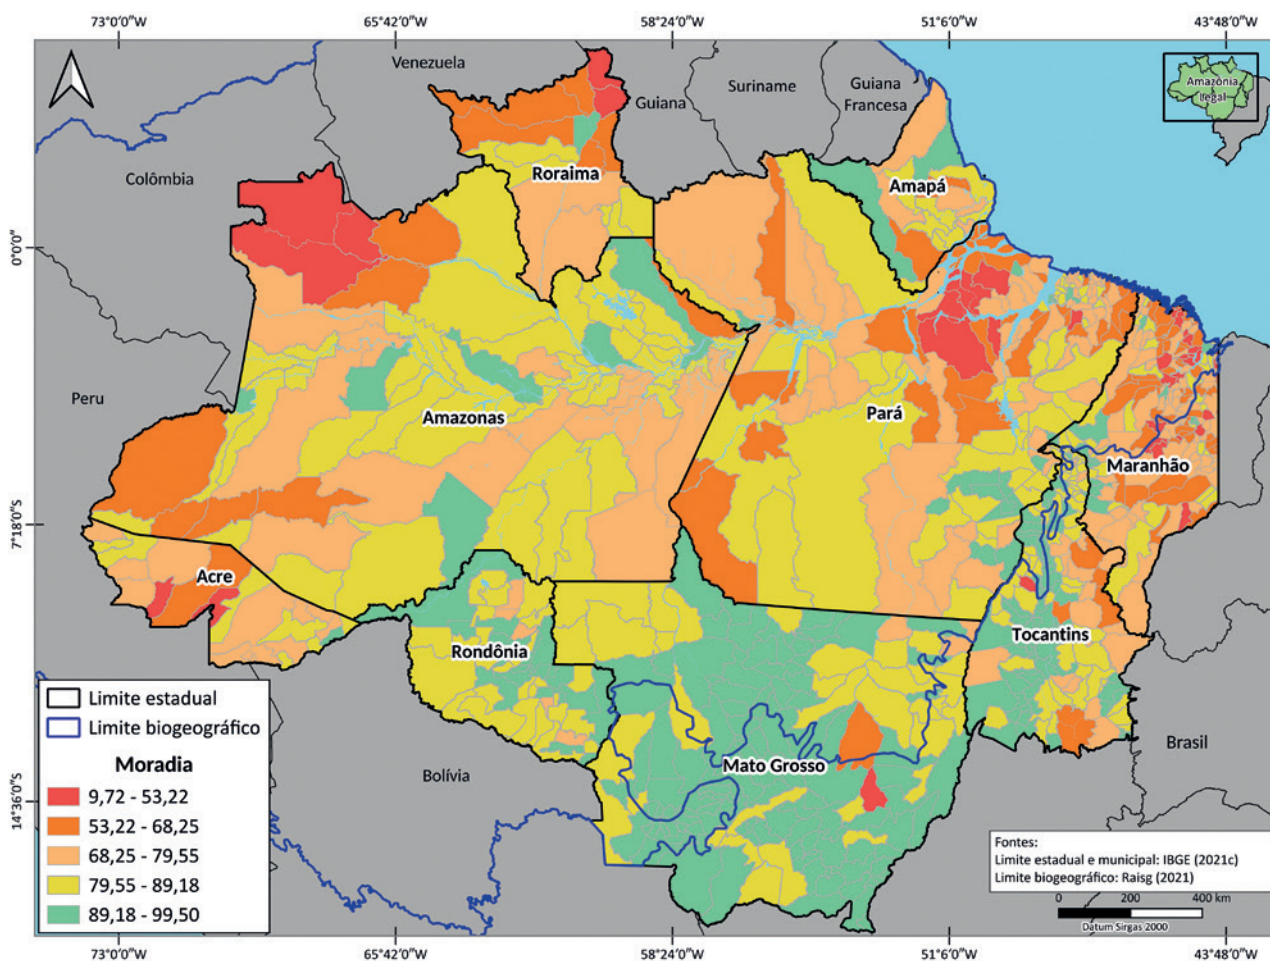 73°0′0″W
65°42′0″W
58°24′0″W
51°6′0″W
43°48′0″W
Venezuela
Suriname
Guiana
Guiana
Francesa
Amazônia
Legal
Colômbia
Roraima
Amapá
0°0′0″
Peru
Amazonas
Pará
Maranhão
7°18′0″S
Acre
Rondônia
Tocantins
Limite estadual
Limite biogeográfico
Moradia
9,72 - 53,22
53,22 - 68,25
68,25 - 79,55
79,55 - 89,18
89,18 - 99,50
Bolívia
Mato Grosso
Brasil
14°36′0″S
Fontes:
Limite estadual e municipal: IBGE (2021c)
Limite biogeográfico: Raisg (2021)
0 200 400 km
Datum Sirgas 2000
73°0′0″W
65°42′0″W
58°24′0″W
51°6′0″W
43°48′0″W